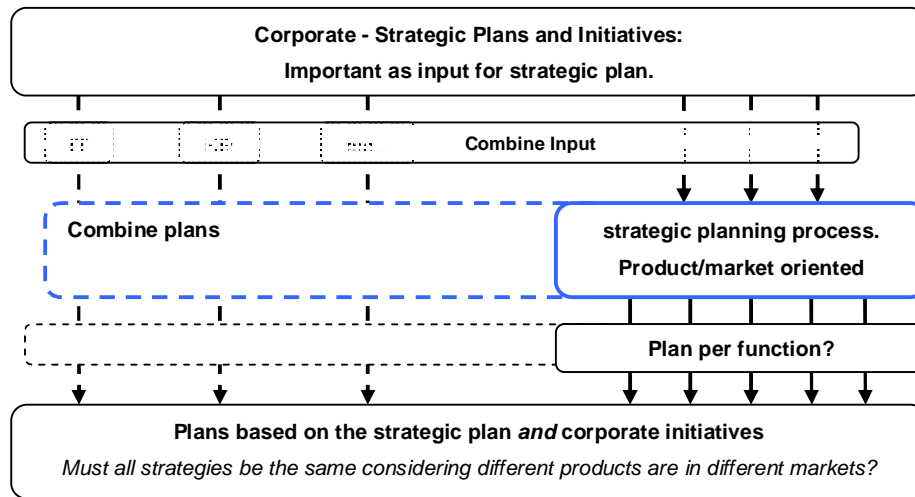 Corporate - Strategic Plans and Initiatives:
Important as input for strategic plan.
Combine Input
Combine plans
strategic planning process.
Product/market oriented
Plan per function?
Plans based on the strategic plan and corporate initiatives
Must all strategies be the same considering different products are in different markets?